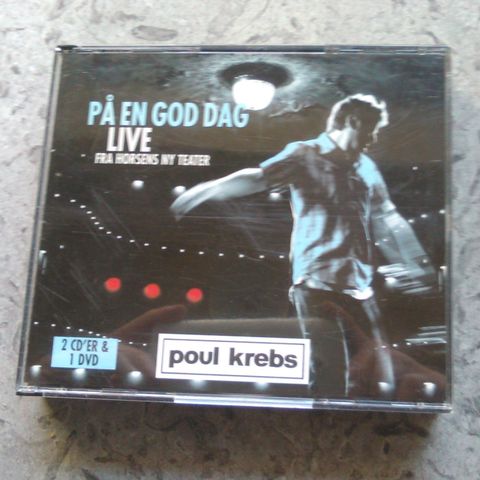 PÅ EN GOD DAG
LIVE
FRA HORSENS NY TEATER
2 CD'ER &
1 DVD
poul krebs